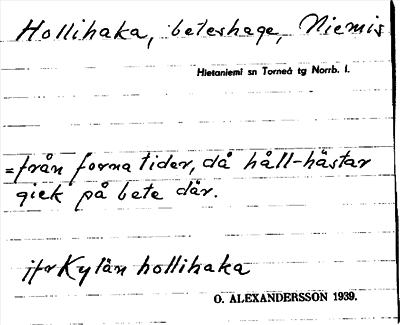 Hollihaka, beteshage, Niemis
Hietaniemi sn Torneå tg Norrb. l.
=från forna tider, då håll-hästar
gick på bete där.
jfr Kylän hollihaka
O. ALEXANDERSSON 1939.